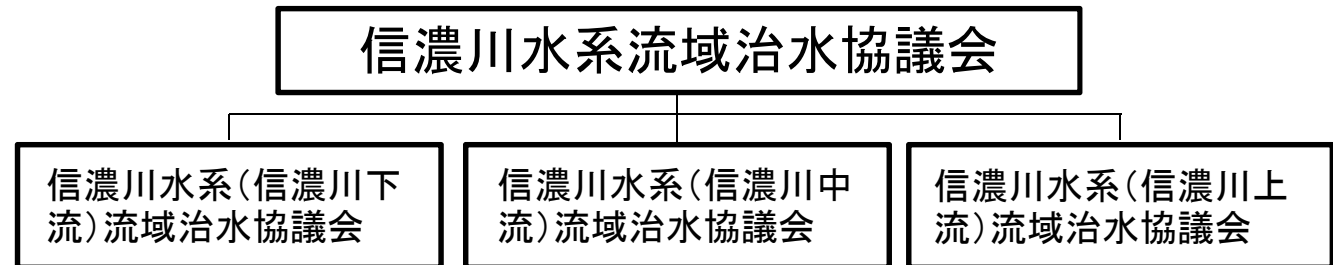 信濃川水系流域治水協議会
信濃川水系(信濃川下
流)流域治水協議会
信濃川水系(信濃川中
流)流域治水協議会
信濃川水系(信濃川上
流)流域治水協議会